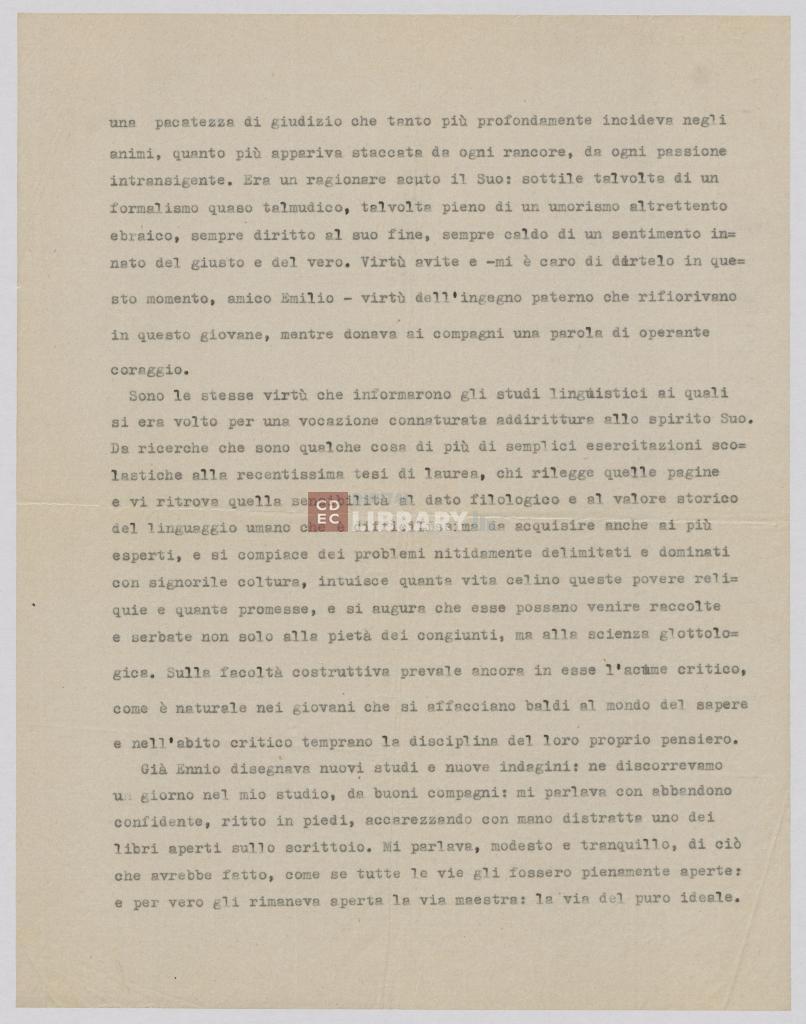 una pacatezza di giudizio che tanto più profondamente incideva negli
animi, quanto più appariva staccata da ogni rancore, da ogni passione
intransigente. Era un ragionare acuto il Suo: sottile talvolta di un
formalismo quaso talmudico, talvolta pieno di un umorismo altrettento
ebraico, sempre diritto al suo fine, sempre caldo di un sentimento in=
nato del giusto e del vero. Virtù avite e -mi è caro di dirtelo in que=
sto momento, amico Emilio - virtù dell'ingegno paterno che rifiorivano
in questo giovane, mentre donava ai compagni una parola di operante
coraggio.
Sono le stesse virtù che informarono gli studi linguistici ai quali
si era volto per una vocazione connaturata addirittura allo spirito Suo.
Da ricerche che sono qualche cosa di più di semplici esercitazioni sco=
lastiche alla recentissima tesi di laurea, chi rilegge quelle pagine
e vi ritrova quella sensibilità al dato filologico e al valore storico
del linguaggio umano che è difficilissima da acquisire anche ai più
esperti, e si compiace dei problemi nitidamente delimitati e dominati
con signorile coltura, intuisce quanta vita celino queste povere reli=
quie e quante promesse, e si augura che esse possano venire raccolte
e serbate non solo alla pietà dei congiunti, ma alla scienza glottolo=
gica. Sulla facoltà costruttiva prevale ancora in esse l'acume critico,
come è naturale nei giovani che si affacciano baldi al mondo del sapere
e nell'abito critico temprano la disciplina del loro proprio pensiero.
Già Ennio disegnava nuovi studi e nuove indagini: ne discorrevamo
un giorno nel mio studio, da buoni compagni: mi parlava con abbandono
confidente, ritto in piedi, accarezzando con mano distratta uno dei
libri aperti sullo scrittoio. Mi parlava, modesto e tranquillo, di ciò
che avrebbe fatto, come se tutte le vie gli fossero pienamente aperte:
e per vero gli rimaneva aperta la via maestra: la via del puro ideale.
CD
EC
LIBRARY